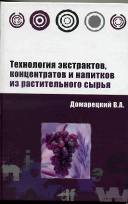 Технология экстрактов,
концентратов и напитков
из растительного сырья
Домарецкий В.А.